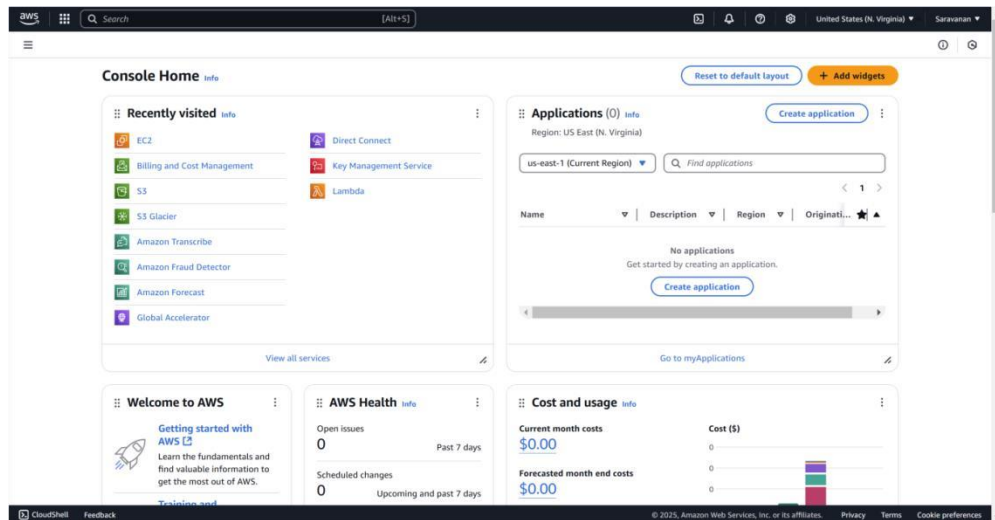 aws
Search [Alt+S]
United States (N. Virginia)
Saravanan
Console Home Info
Reset to default layout
+ Add widgets
Recently visited Info
EC2
Billing and Cost Management
S3
S3 Glacier
Amazon Transcribe
Amazon Fraud Detector
Amazon Forecast
Global Accelerator
Direct Connect
Key Management Service
Lambda
View all services
Applications (0) Info
Create application
Region: US East (N. Virginia)
us-east-1 (Current Region)
Find applications
1
Name Description Region Originati...
No applications
Get started by creating an application.
Create application
Go to myApplications
Welcome to AWS
Getting started with
AWS
Learn the fundamentals and
find valuable information to
get the most out of AWS.
Training and
AWS Health Info
Open issues
0 Past 7 days
Scheduled changes
0 Upcoming and past 7 days
Cost and usage Info
Current month costs
$0.00
Forecasted month end costs
$0.00
Cost ($)
0
0
0
CloudShell Feedback
© 2025, Amazon Web Services, Inc. or its affiliates. Privacy Terms Cookie preferences